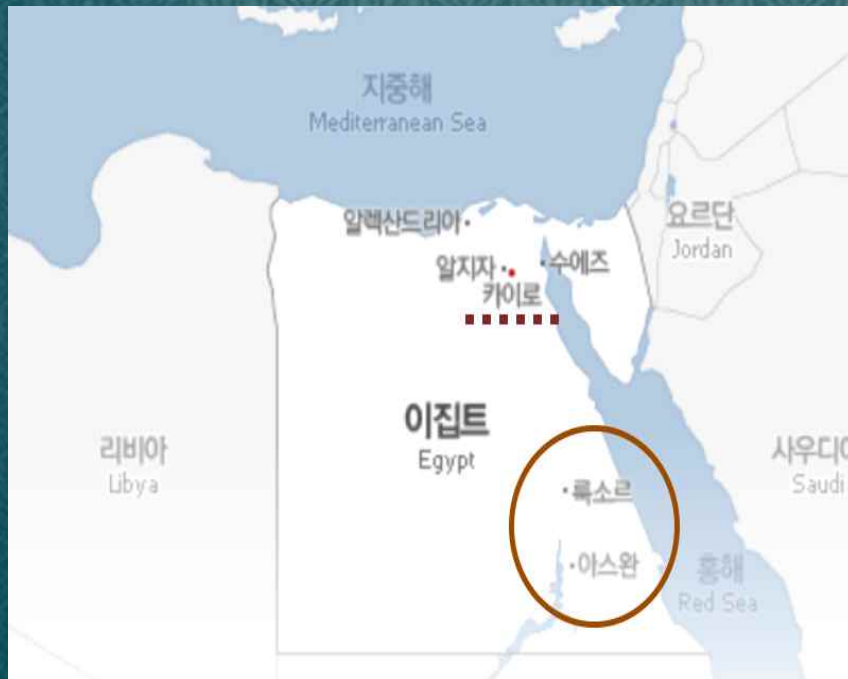 지중해
Mediterranean Sea
알렉산드리아
요르단
Jordan
알지자
수에즈
카이로
이집트
Egypt
리비아
Libya
사우디아
Saudi
룩소르
아스완
홍해
Red Sea